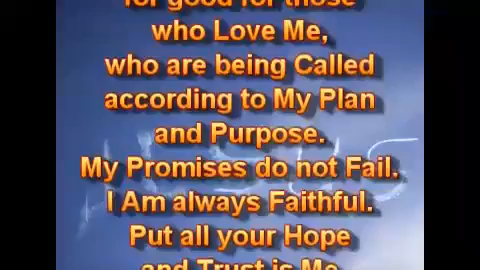 for good for those
who Love Me,
who are being Called
according to My Plan
and Purpose.
My Promises do not Fail.
I Am always Faithful.
Put all your Hope
and Trust is Me